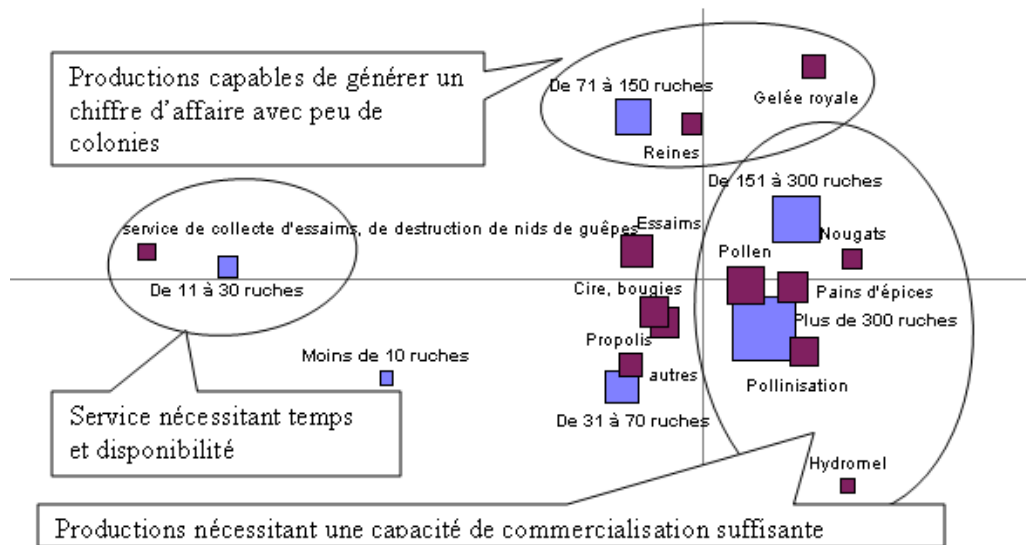 Productions capables de générer un
chiffre d'affaire avec peu de
colonies
De 71 à 150 ruches
Gelée royale
Reines
De 151 à 300 ruches
service de collecte d'essaims, de destruction de nids de guêpes
Essaims
Nougats
Pollen
De 11 à 30 ruches
Cire, bougies
Pains d'épices
Plus de 300 ruches
Propolis
Moins de 10 ruches
autres
Pollinisation
De 31 à 70 ruches
Service nécessitant temps
et disponibilité
Hydromel
Productions nécessitant une capacité de commercialisation suffisante